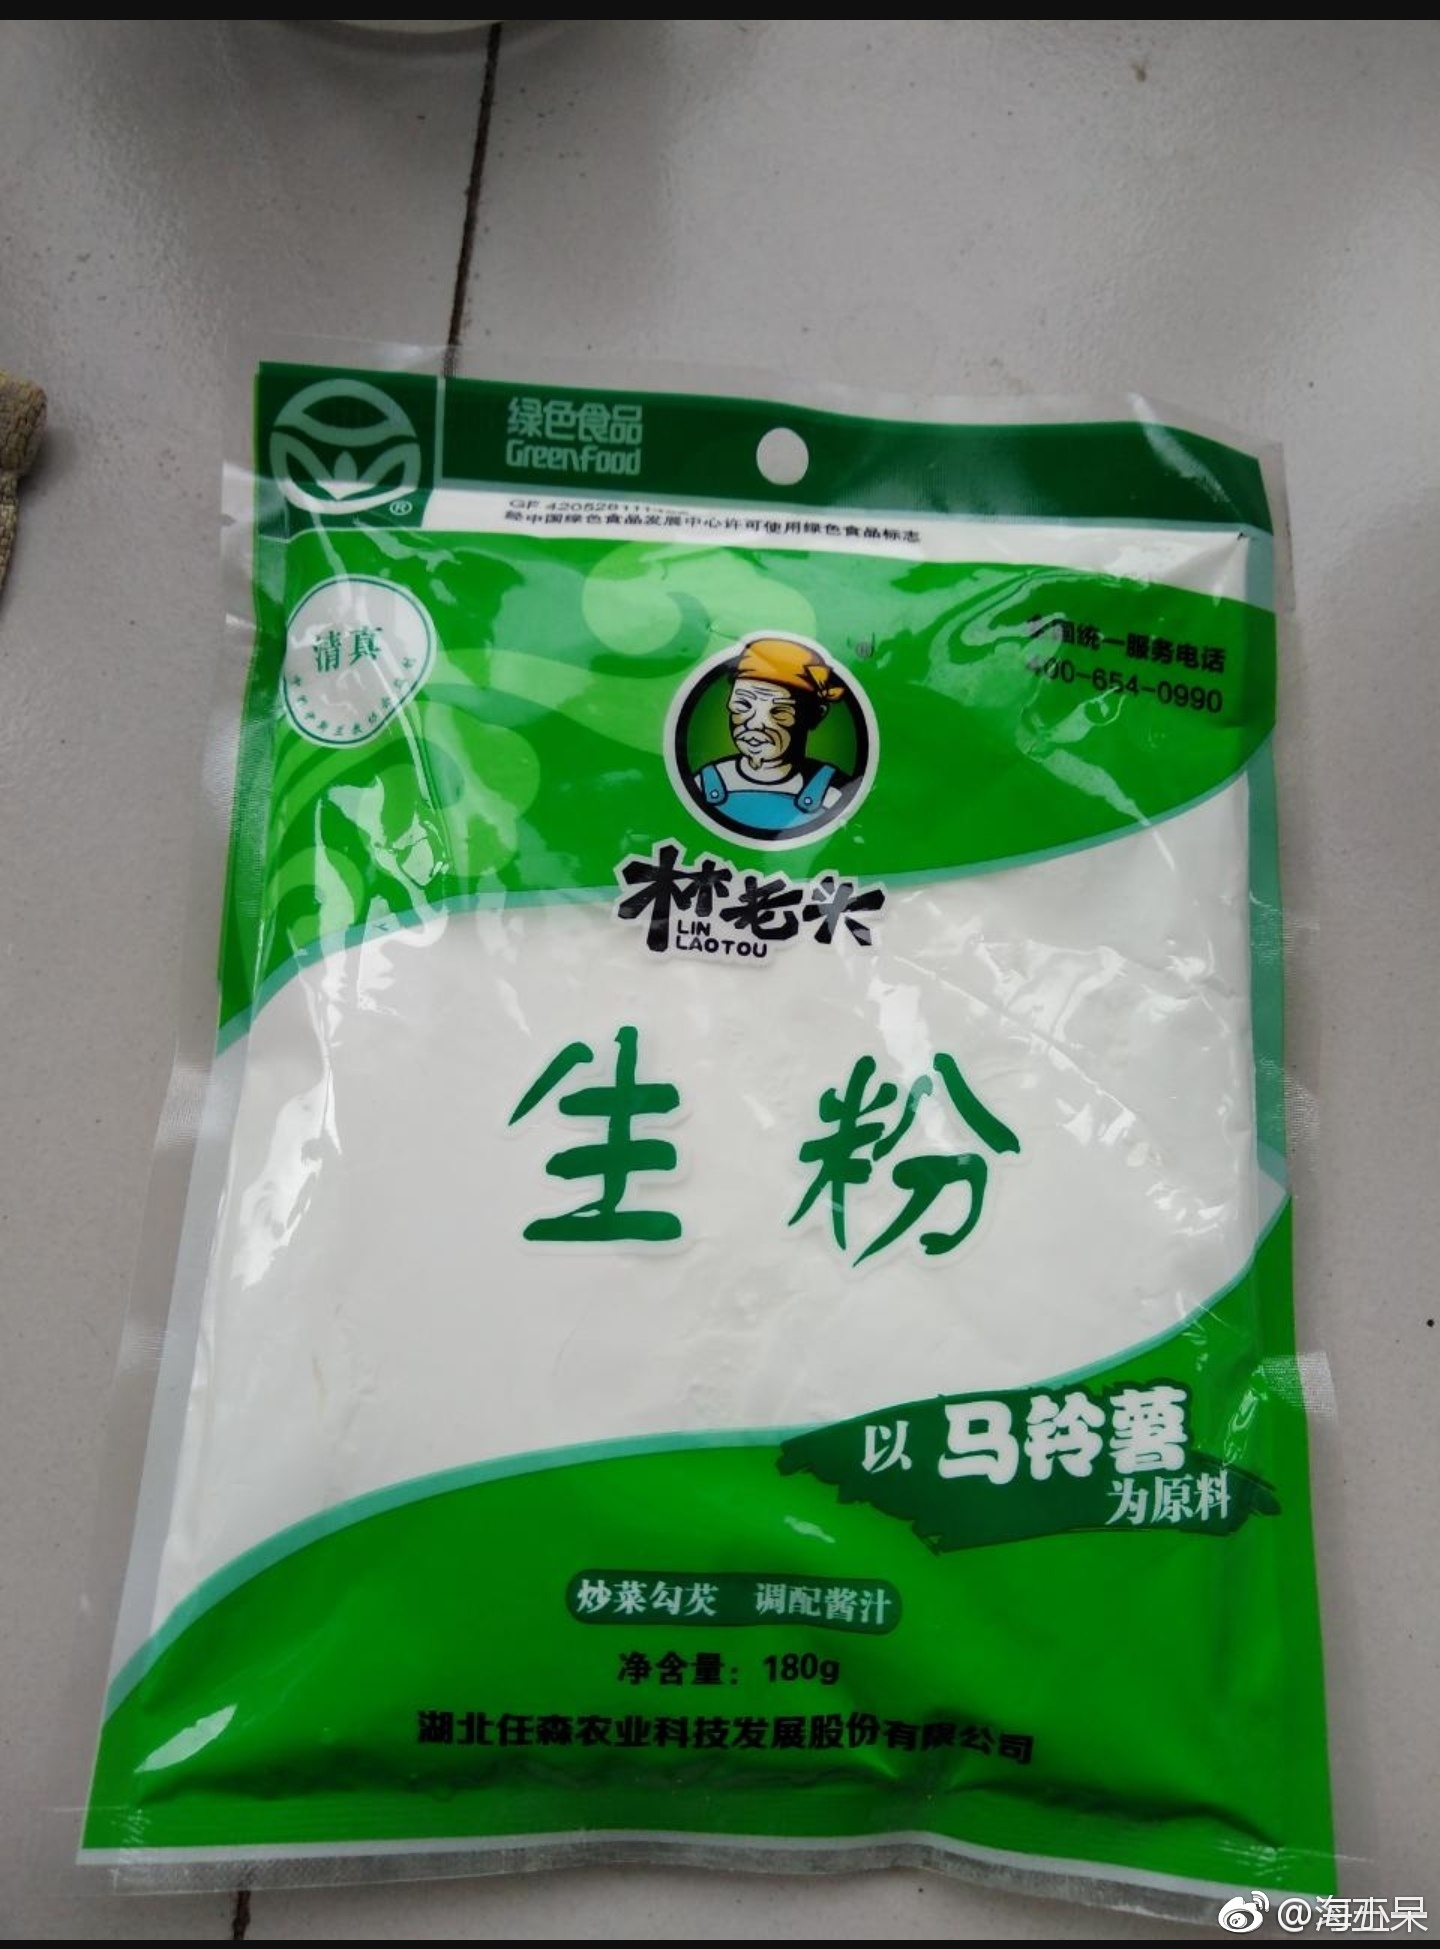 绿色食品
Greenfood
经中国绿色食品发展中心许可使用绿色食品标志
清真
全国统一服务电话
400-654-0990
林老头
LIN
LAOTOU
生粉
以马铃薯
为原料
炒菜勾芡 调配酱汁
净含量：180g
湖北任森农业科技发展股份有限公司